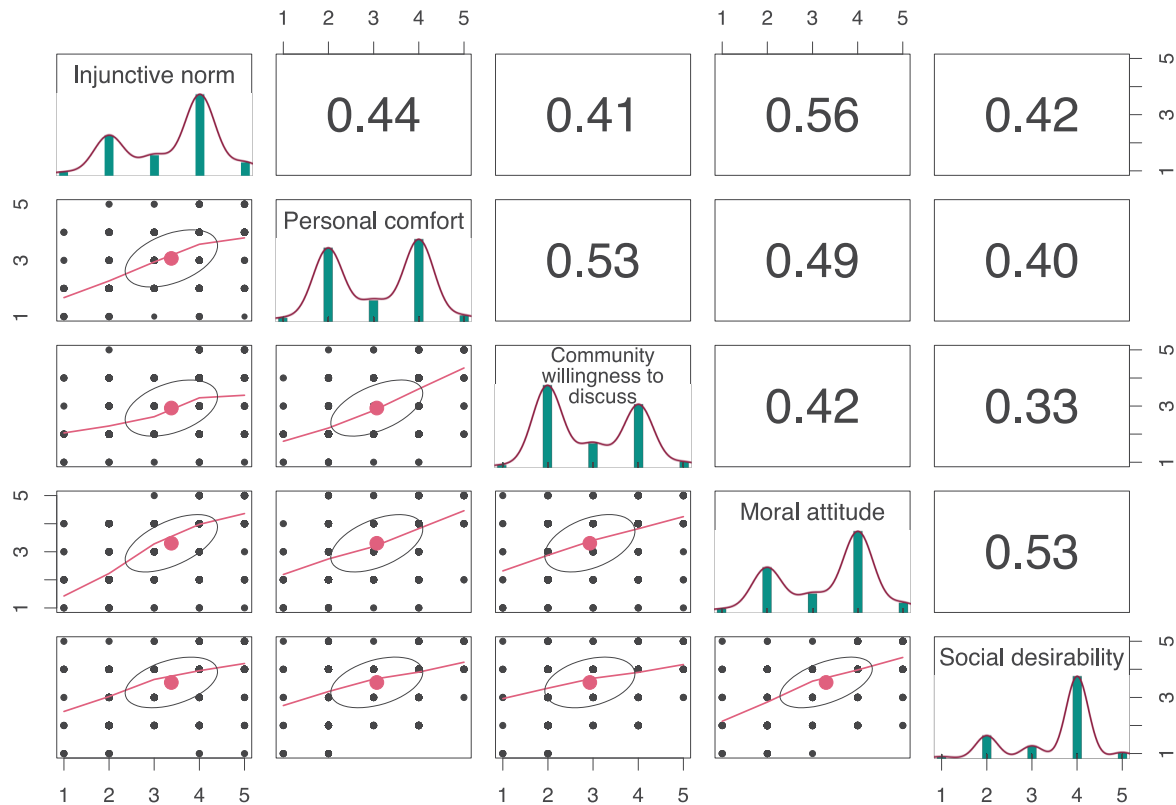 1 2 3 4 5 1 2 3 4 5
Injunctive norm
0.44 0.41 0.56 0.42
5
3
1
5
3
1
Personal comfort
0.53 0.49 0.40
Community
willingness to
discuss
0.42 0.33
5
3
1
5
3
1
Moral attitude
0.53
Social desirability
5
3
1
1 2 3 4 5 1 2 3 4 5 1 2 3 4 5